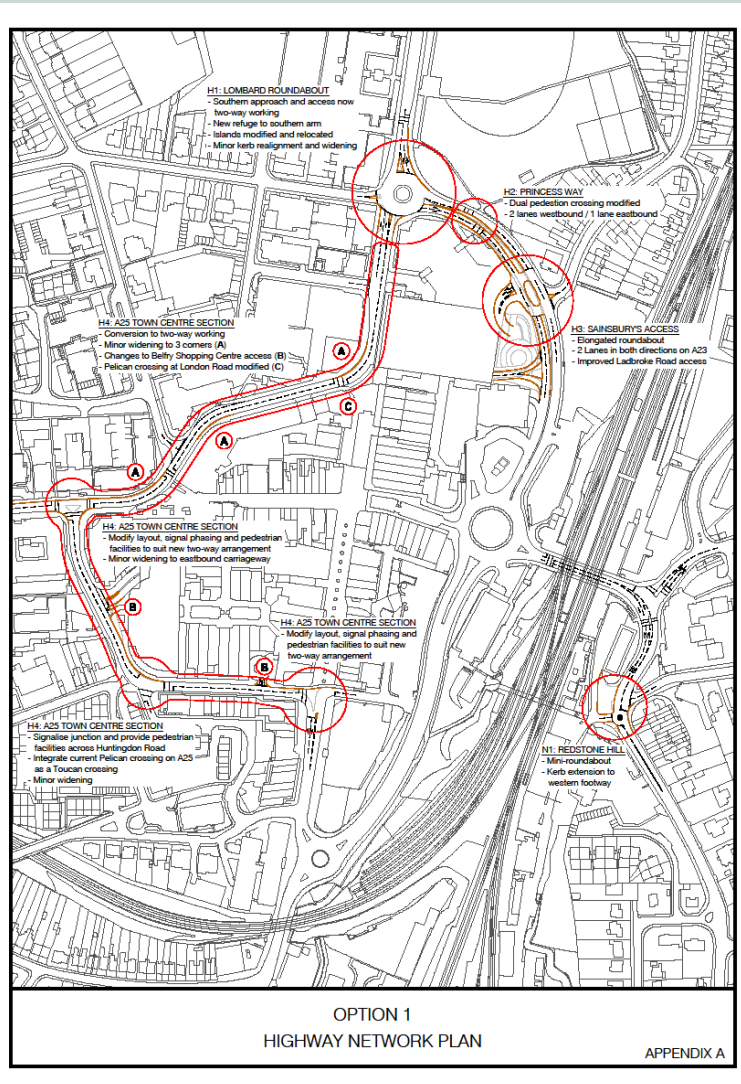 H1: LOMBARD ROUNDABOUT
- Southern approach and access now
two-way working
- New refuge to southern arm
- Islands modified and relocated
- Minor kerb realignment and widening
H2: PRINCESS WAY
- Dual pedestion crossing modified
- 2 lanes westbound / 1 lane eastbound
H4: A25 TOWN CENTRE SECTION
- Conversion to two-way working
- Minor widening to 3 corners (A)
- Changes to Belfry Shopping Centre access (B)
- Pelican crossing at London Road modified (C)
H3: SAINSBURY'S ACCESS
- Elongated roundabout
- 2 Lanes in both directions on A23
- Improved Ladbroke Road access
A
C
A
A
H4: A25 TOWN CENTRE SECTION
- Modify layout, signal phasing and pedestrian
facilities to suit new two-way arrangement
- Minor widening to eastbound carriageway
B
H4: A25 TOWN CENTRE SECTION
- Modify layout, signal phasing and
pedestrian facilities to suit new
two-way arrangement
B
H4: A25 TOWN CENTRE SECTION
- Signalise junction and provide pedestrian
facilities across Huntingdon Road
- Integrate current Pelican crossing on A25
as a Toucan crossing
- Minor widening
N1: REDSTONE HILL
- Mini-roundabout
- Kerb extension to
western footway
OPTION 1
HIGHWAY NETWORK PLAN
APPENDIX A